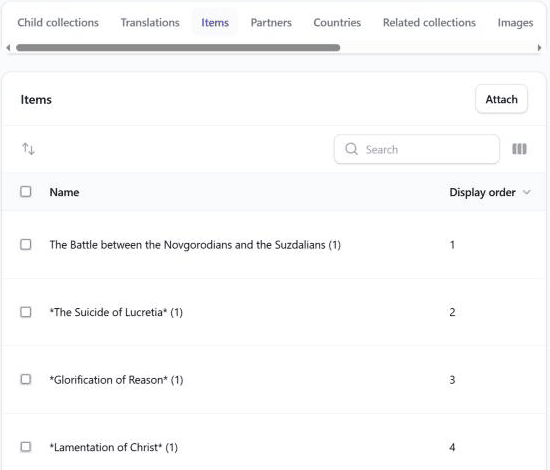 Child collections Translations Items Partners Countries Related collections Images
Items Attach
Search
Name Display order
The Battle between the Novgorodians and the Suzdalians (1) 1
*The Suicide of Lucretia* (1) 2
*Glorification of Reason* (1) 3
*Lamentation of Christ* (1) 4